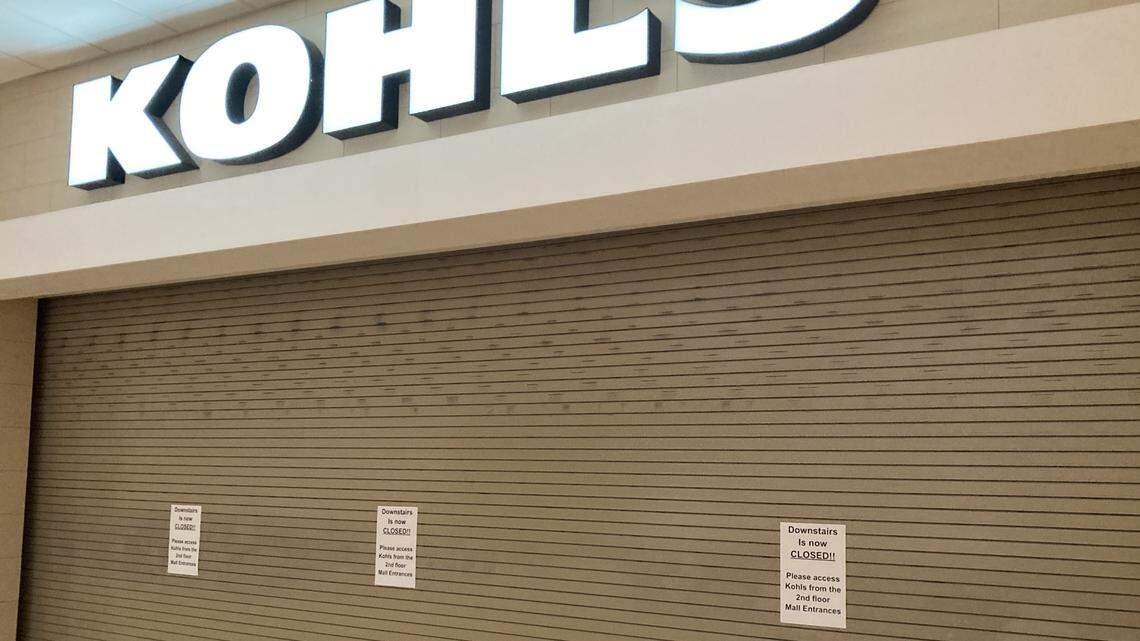 KOHL'S
Downstairs
Is now
CLOSED!!
Please access
Kohls from the
2nd floor
Mall Entrances
Downstairs
Is now
CLOSED!!
Please access
Kohls from the
2nd floor
Mall Entrances
Downstairs
Is now
CLOSED!!
Please access
Kohls from the
2nd floor
Mall Entrances